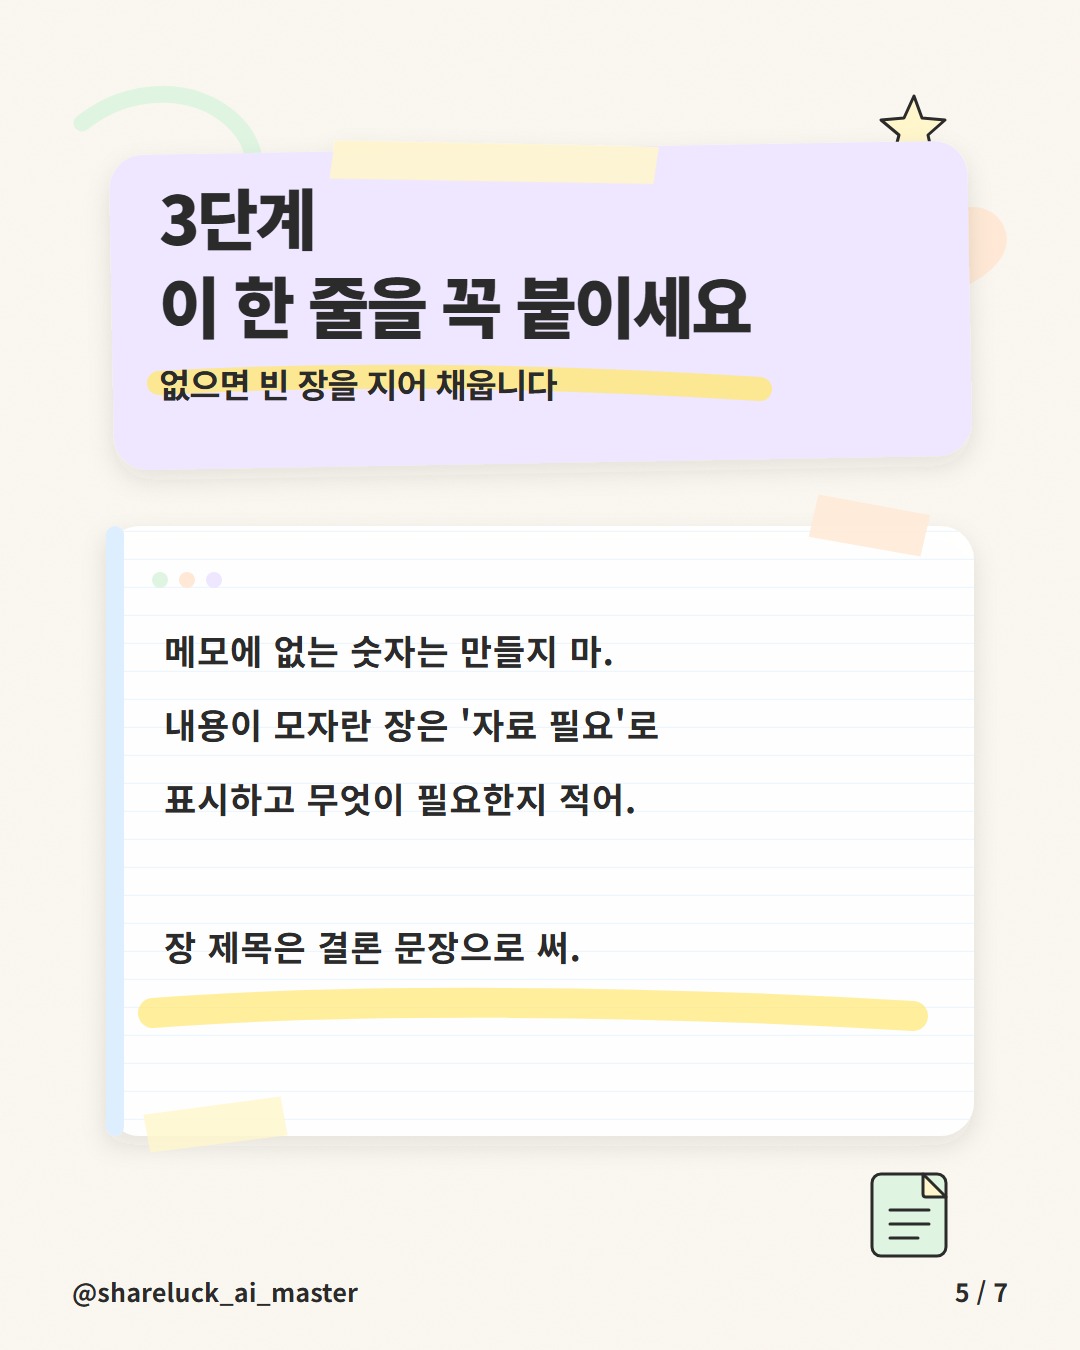 3단계
이 한 줄을 꼭 붙이세요
없으면 빈 장을 지어 채웁니다
메모에 없는 숫자는 만들지 마.
내용이 모자란 장은 '자료 필요'로
표시하고 무엇이 필요한지 적어.
장 제목은 결론 문장으로 써.
@shareluck_ai_master
5 / 7